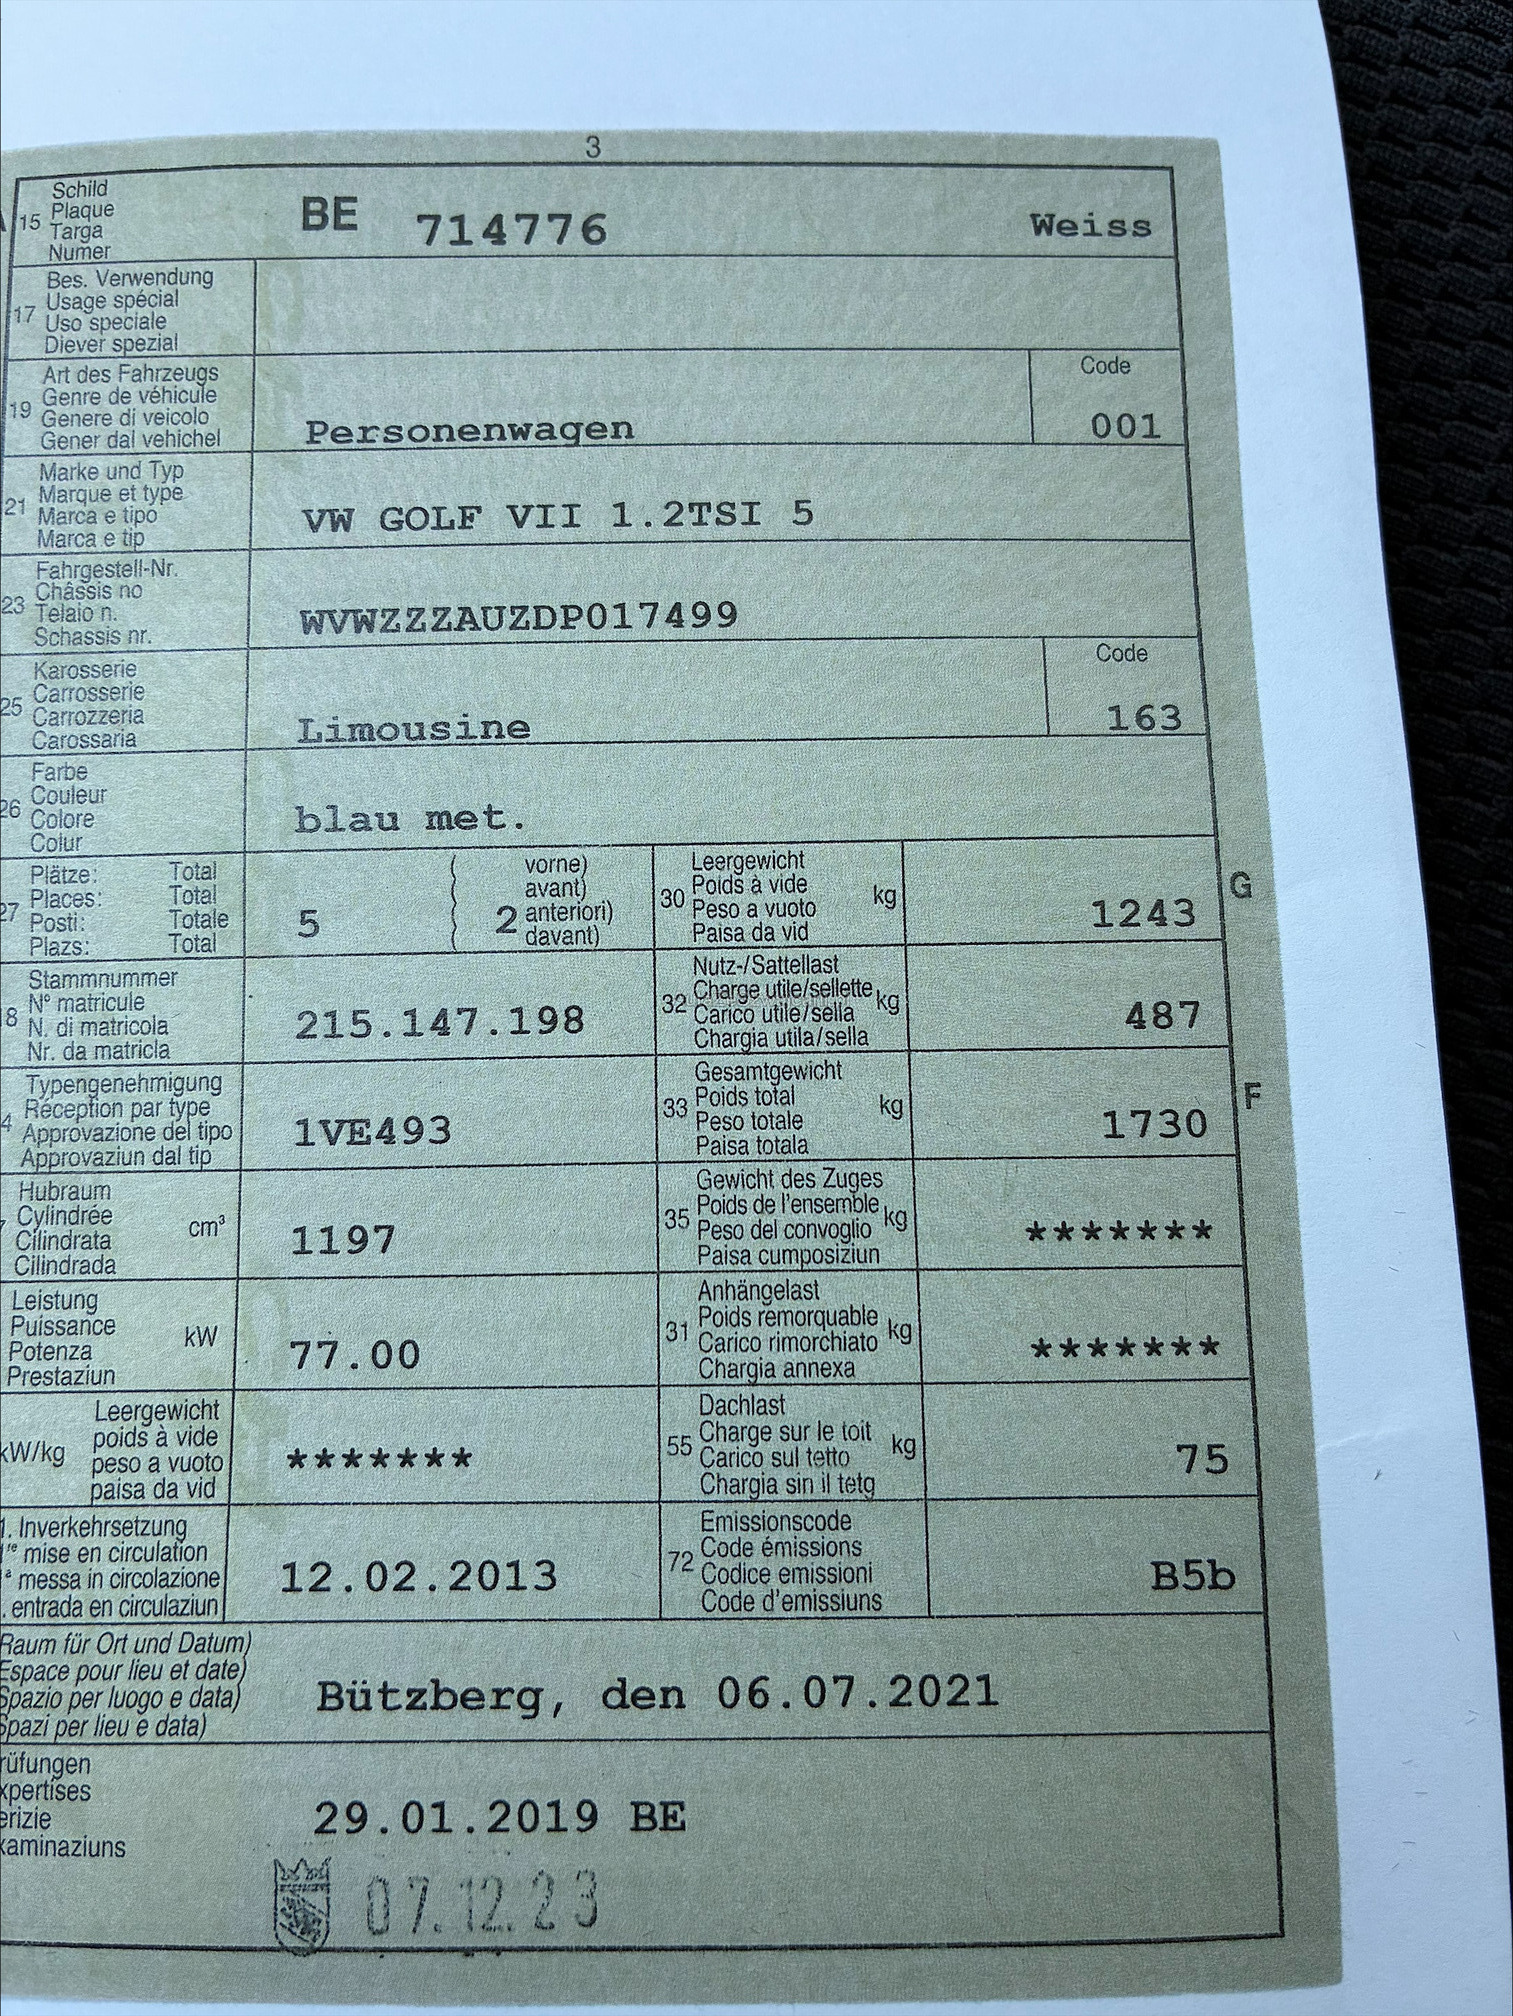 3
A 15 Schild
Plaque
Targa
Numer
BE 714776 Weiss
17 Bes. Verwendung
Usage spécial
Uso speciale
Diever spezial
19 Art des Fahrzeugs
Genre de véhicule
Genere di veicolo
Gener dal vehichel
Personenwagen
Code
001
21 Marke und Typ
Marque et type
Marca e tipo
Marca e tip
VW GOLF VII 1.2TSI 5
23 Fahrgestell-Nr.
Châssis no
Telaio n.
Schassis nr.
WVWZZZAUZDP017499
25 Karosserie
Carrosserie
Carrozzeria
Carossaria
Limousine
Code
163
26 Farbe
Couleur
Colore
Colur
blau met.
27 Plätze: Total
Places: Total
Posti: Totale
Plazs: Total
5
2
vorne)
avant)
anteriori)
davant)
30 Leergewicht
Poids à vide kg
Peso a vuoto
Paisa da vid
1243
G
8 Stammnummer
N° matricule
N. di matricola
Nr. da matricla
215.147.198
32 Nutz-/Sattellast
Charge utile/sellette kg
Carico utile/sella
Chargia utila/sella
487
4 Typengenehmigung
Réception par type
Approvazione del tipo
Approvaziun dal tip
1VE493
33 Gesamtgewicht
Poids total kg
Peso totale
Paisa totala
1730
F
Hubraum
Cylindrée cm³
Cilindrata
Cilindrada
1197
35 Gewicht des Zuges
Poids de l'ensemble kg
Peso del convoglio
Paisa cumposiziun
*******
Leistung
Puissance kW
Potenza
Prestaziun
77.00
31 Anhängelast
Poids remorquable kg
Carico rimorchiato
Chargia annexa
*******
kW/kg Leergewicht
poids à vide
peso a vuoto
paisa da vid
*******
55 Dachlast
Charge sur le toit kg
Carico sul tetto
Chargia sin il tetg
75
1. Inverkehrsetzung
1re mise en circulation
ª messa in circolazione
. entrada en circulaziun
12.02.2013
72 Emissionscode
Code émissions
Codice emissioni
Code d'emissiuns
B5b
Raum für Ort und Datum)
Espace pour lieu et date)
Spazio per luogo e data)
Spazi per lieu e data)
Bützberg, den 06.07.2021
rüfungen
xpertises
erizie
xaminaziuns
29.01.2019 BE
07.12.23